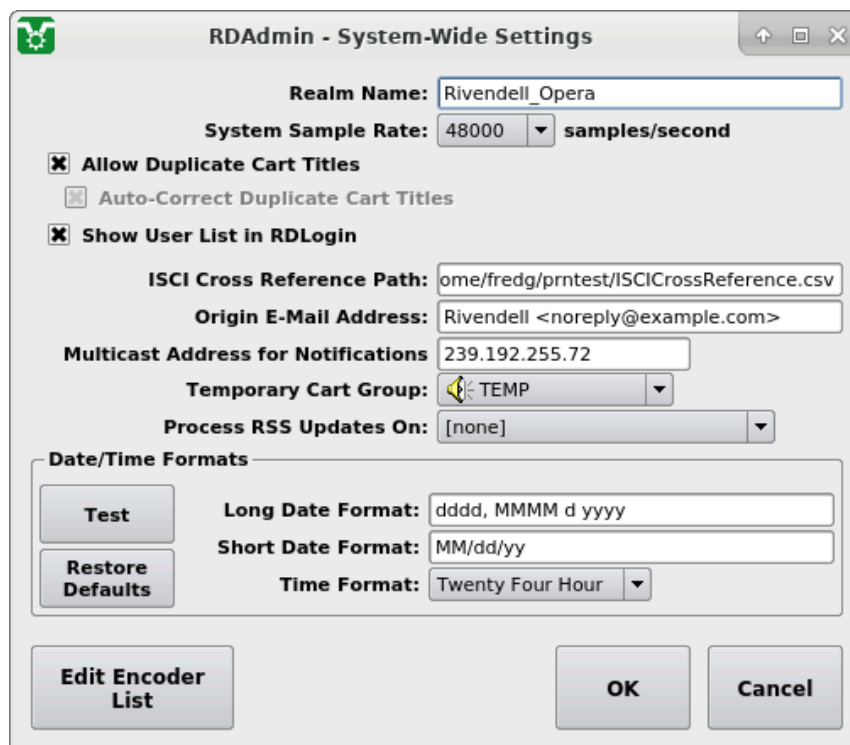 RDAdmin - System-Wide Settings
Realm Name: Rivendell_Opera
System Sample Rate: 48000 samples/second
Allow Duplicate Cart Titles
Auto-Correct Duplicate Cart Titles
Show User List in RDLogin
ISCI Cross Reference Path: ome/fredg/prntest/ISCICrossReference.csv
Origin E-Mail Address: Rivendell <noreply@example.com>
Multicast Address for Notifications 239.192.255.72
Temporary Cart Group: TEMP
Process RSS Updates On: [none]
Date/Time Formats
Test
Long Date Format: dddd, MMMM d yyyy
Short Date Format: MM/dd/yy
Restore
Defaults
Time Format: Twenty Four Hour
Edit Encoder
List
OK
Cancel